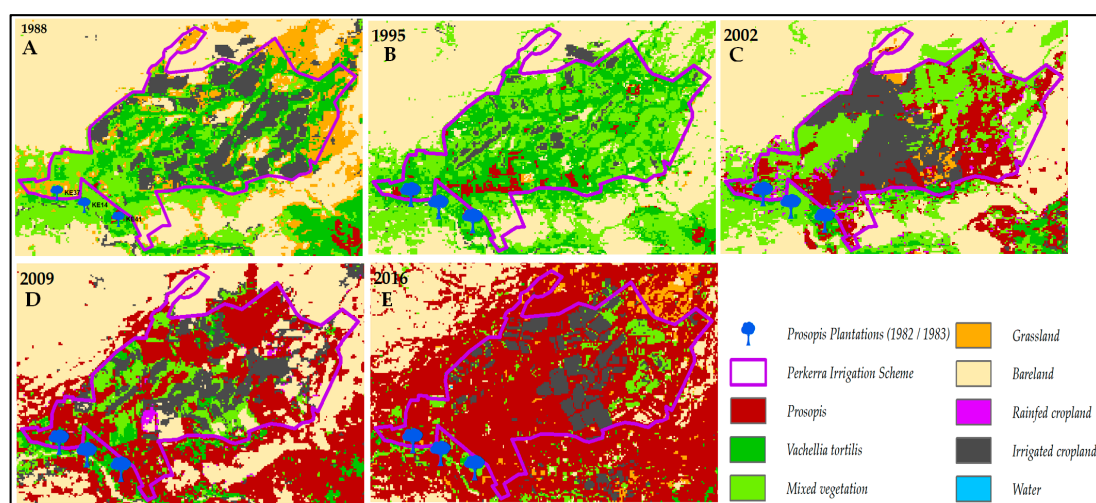 1988
A
KE37
KE14
KE41
1995
B
2002
C
2009
D
2016
E
Prosopis Plantations (1982 / 1983)
Perkerra Irrigation Scheme
Prosopis
Vachellia tortilis
Mixed vegetation
Grassland
Bareland
Rainfed cropland
Irrigated cropland
Water